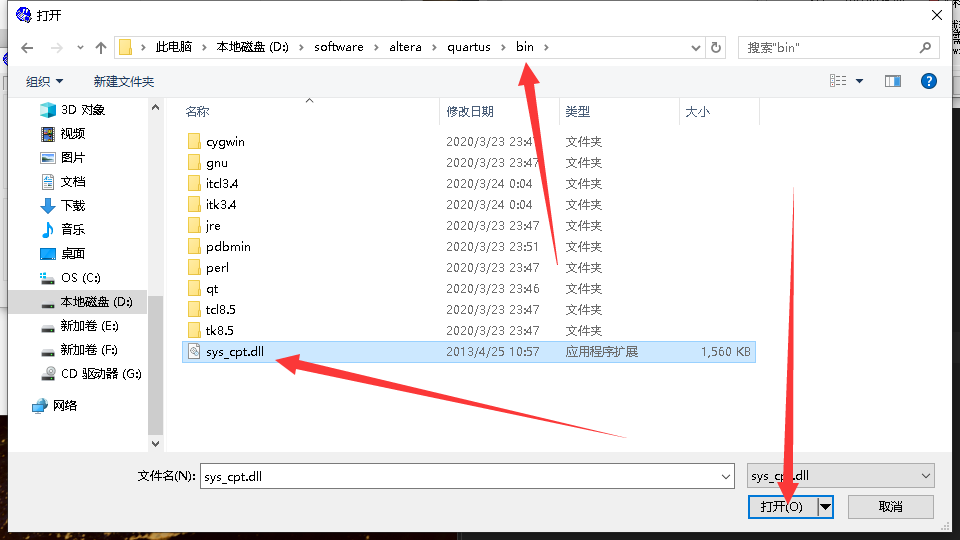 打开
此电脑 本地磁盘 (D:) software altera quartus bin
搜索"bin"
组织 新建文件夹
3D 对象
视频
图片
文档
下载
音乐
桌面
OS (C:)
本地磁盘 (D:)
新加卷 (E:)
新加卷 (F:)
CD 驱动器 (G:)
网络
名称 修改日期 类型 大小
cygwin 2020/3/23 文件夹
gnu 2020/3/23 23:47 文件夹
itcl3.4 2020/3/24 0:04 文件夹
itk3.4 2020/3/24 0:04 文件夹
jre 2020/3/23 23:47 文件夹
pdbmin 2020/3/23 23:51 文件夹
perl 2020/3/23 23:47 文件夹
qt 2020/3/23 23:46 文件夹
tcl8.5 2020/3/23 23:47 文件夹
tk8.5 2020/3/23 23:47 文件夹
sys_cpt.dll 2013/4/25 10:57 应用程序扩展 1,560 KB
文件名(N): sys_cpt.dll sys_cpt.dll
打开(O) 取消